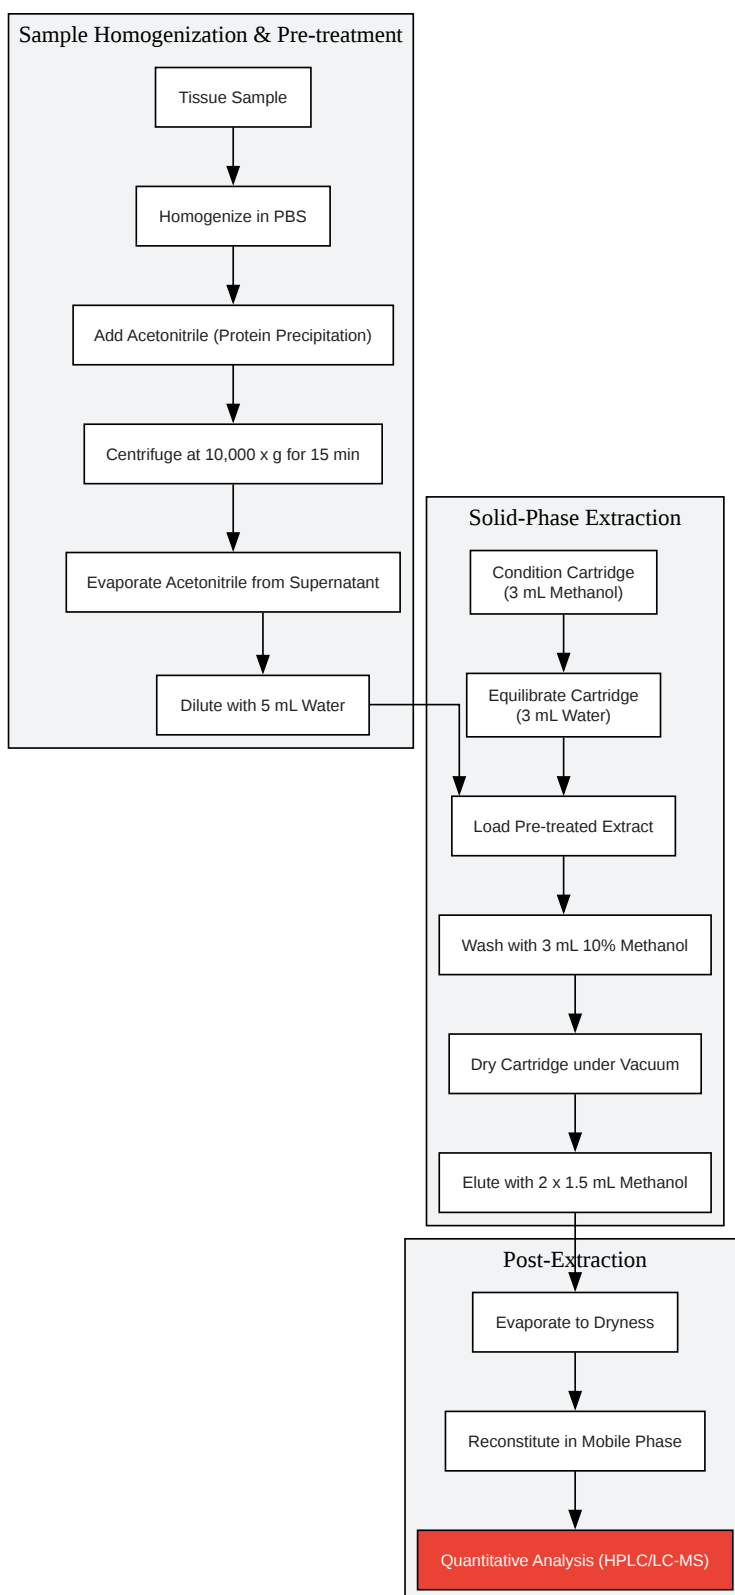 Sample Homogenization & Pre-treatment
Tissue Sample
Homogenize in PBS
Add Acetonitrile (Protein Precipitation)
Centrifuge at 10,000 x g for 15 min
Evaporate Acetonitrile from Supernatant
Dilute with 5 mL Water
Solid-Phase Extraction
Condition Cartridge
(3 mL Methanol)
Equilibrate Cartridge
(3 mL Water)
Load Pre-treated Extract
Wash with 3 mL 10% Methanol
Dry Cartridge under Vacuum
Elute with 2 x 1.5 mL Methanol
Post-Extraction
Evaporate to Dryness
Reconstitute in Mobile Phase
Quantitative Analysis (HPLC/LC-MS)